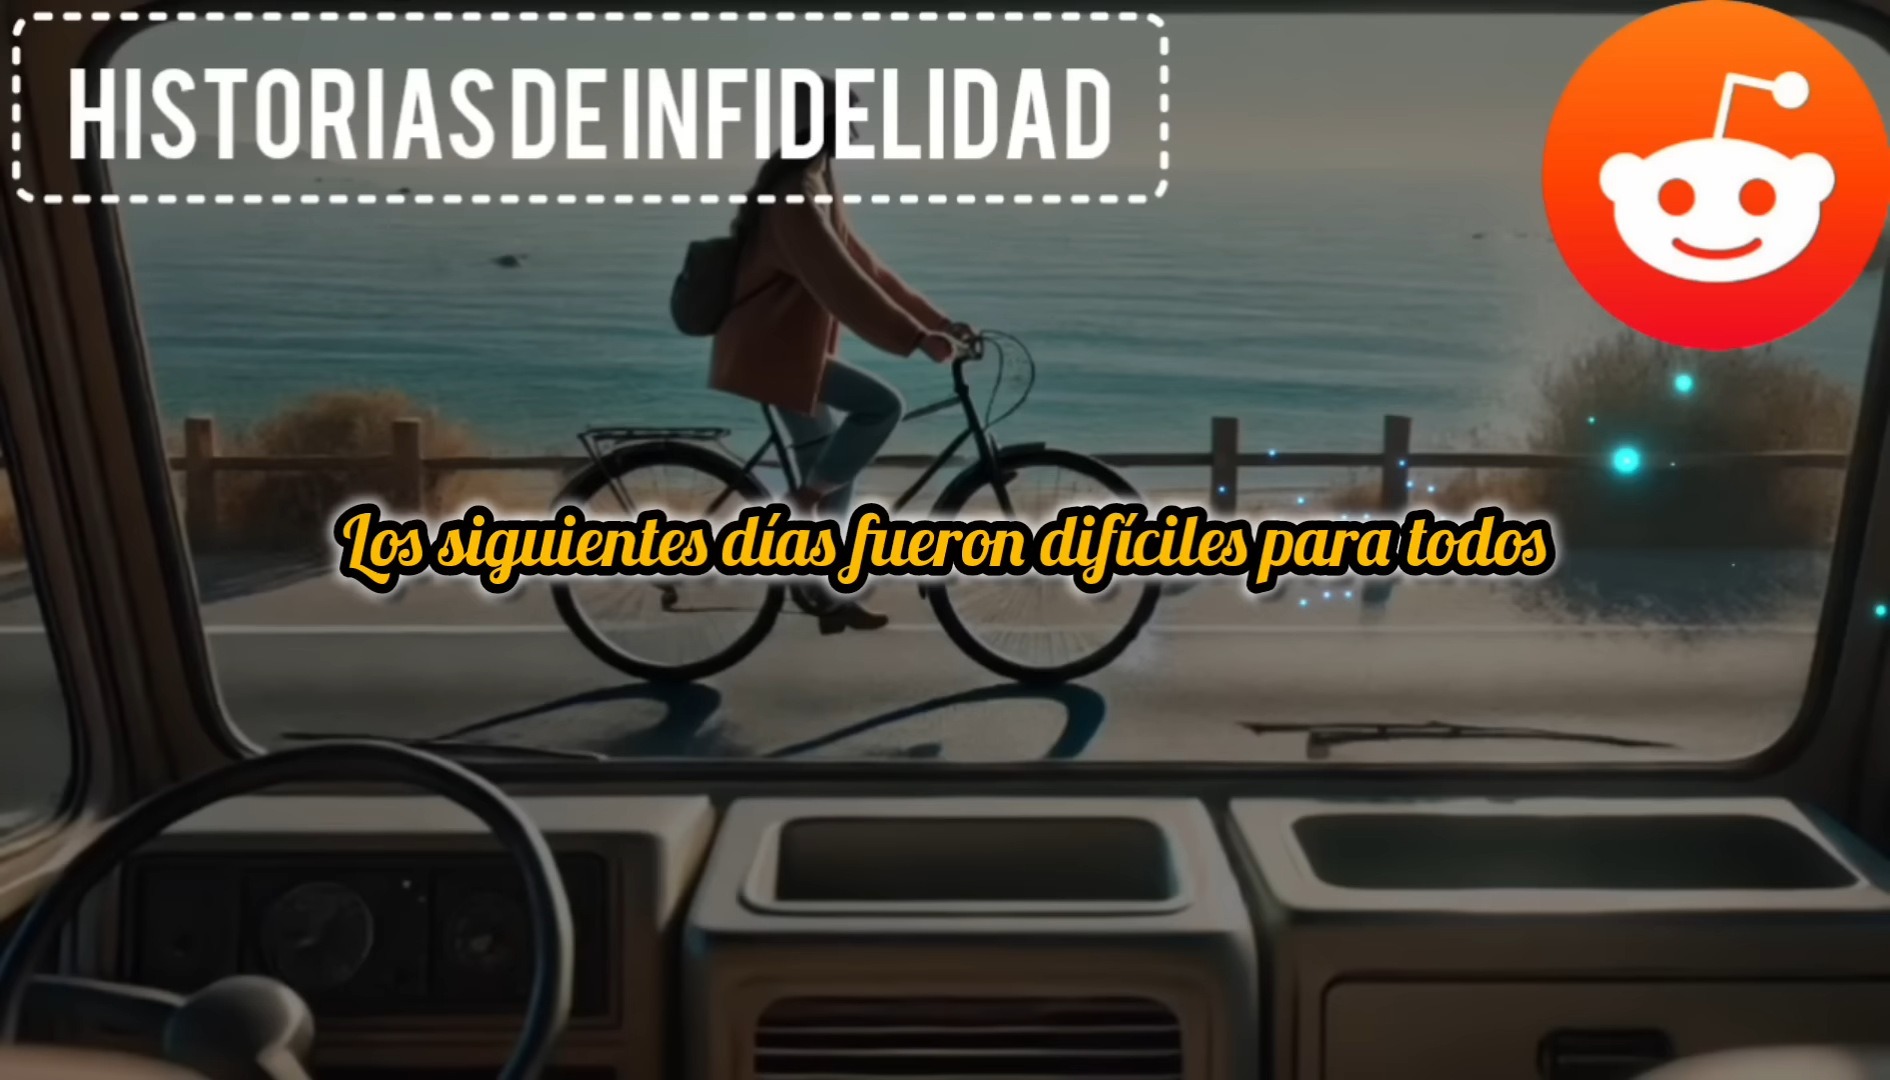 HISTORIAS DE INFIDELIDAD
Los siguientes días fueron difíciles para todos